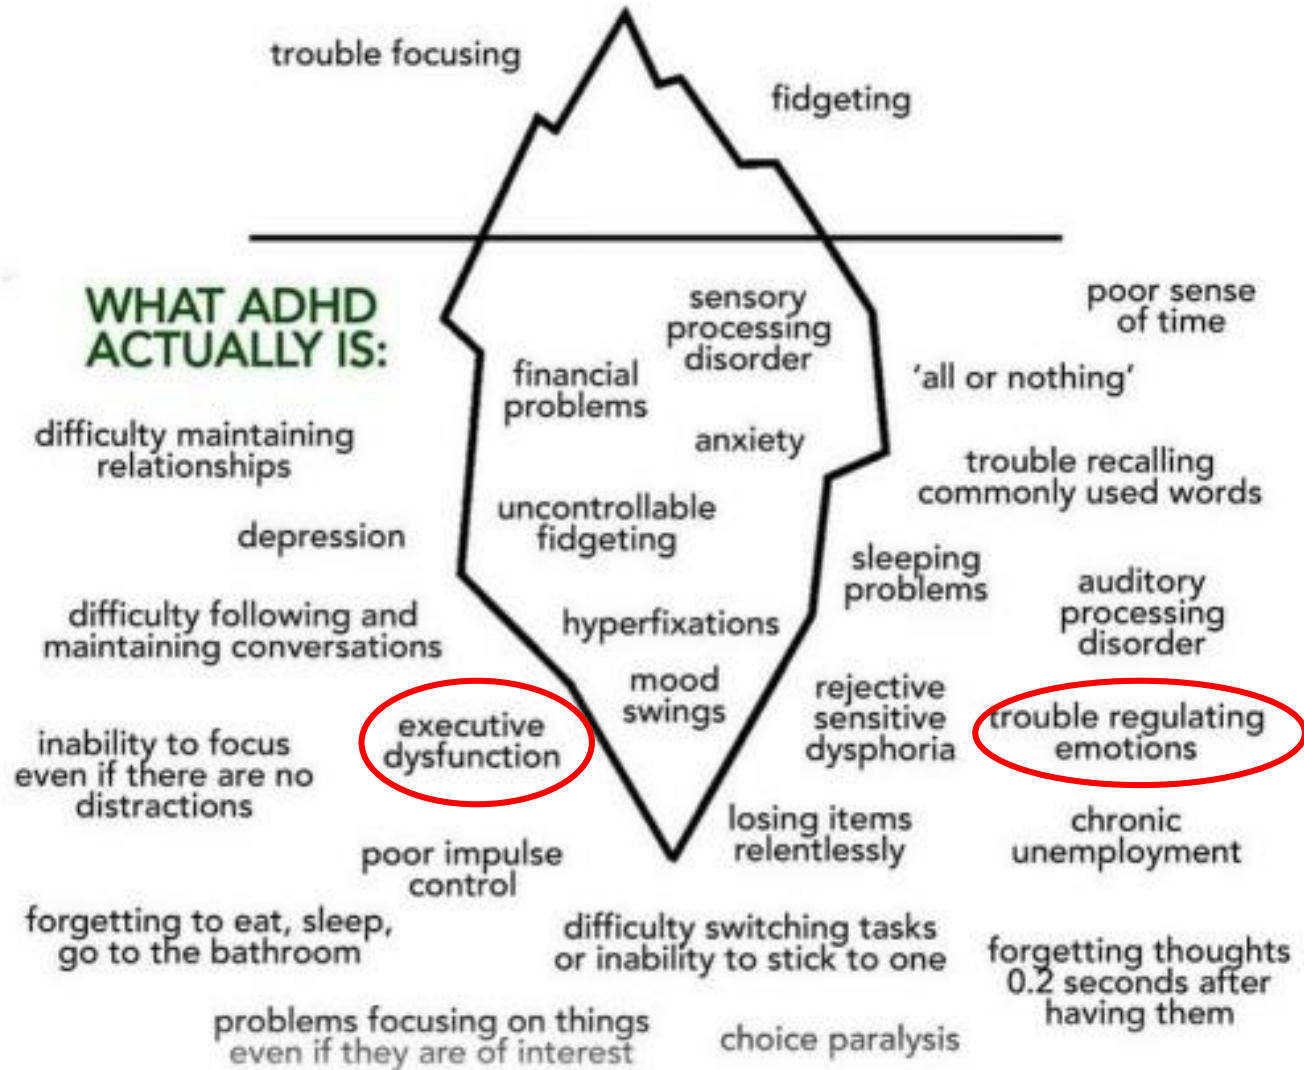 trouble focusing
fidgeting
WHAT ADHD
ACTUALLY IS:
sensory
processing
disorder
poor sense
of time
financial
problems
'all or nothing'
difficulty maintaining
relationships
anxiety
trouble recalling
commonly used words
uncontrollable
fidgeting
depression
sleeping
problems
auditory
processing
disorder
difficulty following and
maintaining conversations
hyperfixations
mood
swings
rejective
sensitive
dysphoria
trouble regulating
emotions
executive
dysfunction
inability to focus
even if there are no
distractions
losing items
relentlessly
chronic
unemployment
poor impulse
control
forgetting to eat, sleep,
go to the bathroom
difficulty switching tasks
or inability to stick to one
forgetting thoughts
0.2 seconds after
having them
problems focusing on things
even if they are of interest
choice paralysis